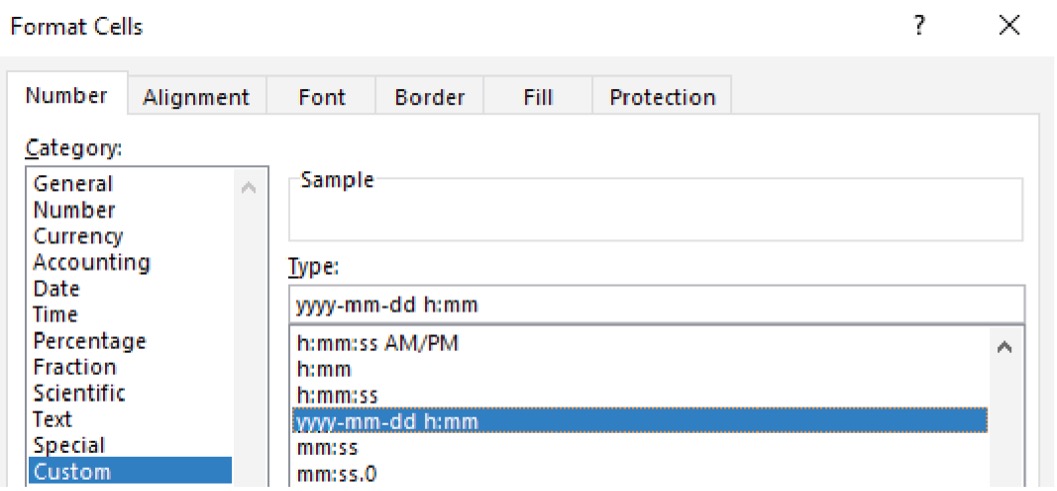 Format Cells ? ×
Number Alignment Font Border Fill Protection
Category:
General
Number
Currency
Accounting
Date
Time
Percentage
Fraction
Scientific
Text
Special
Custom
Sample
Type:
yyyy-mm-dd h:mm
h:mm:ss AM/PM
h:mm
h:mm:ss
yyyy-mm-dd h:mm
mm:ss
mm:ss.0